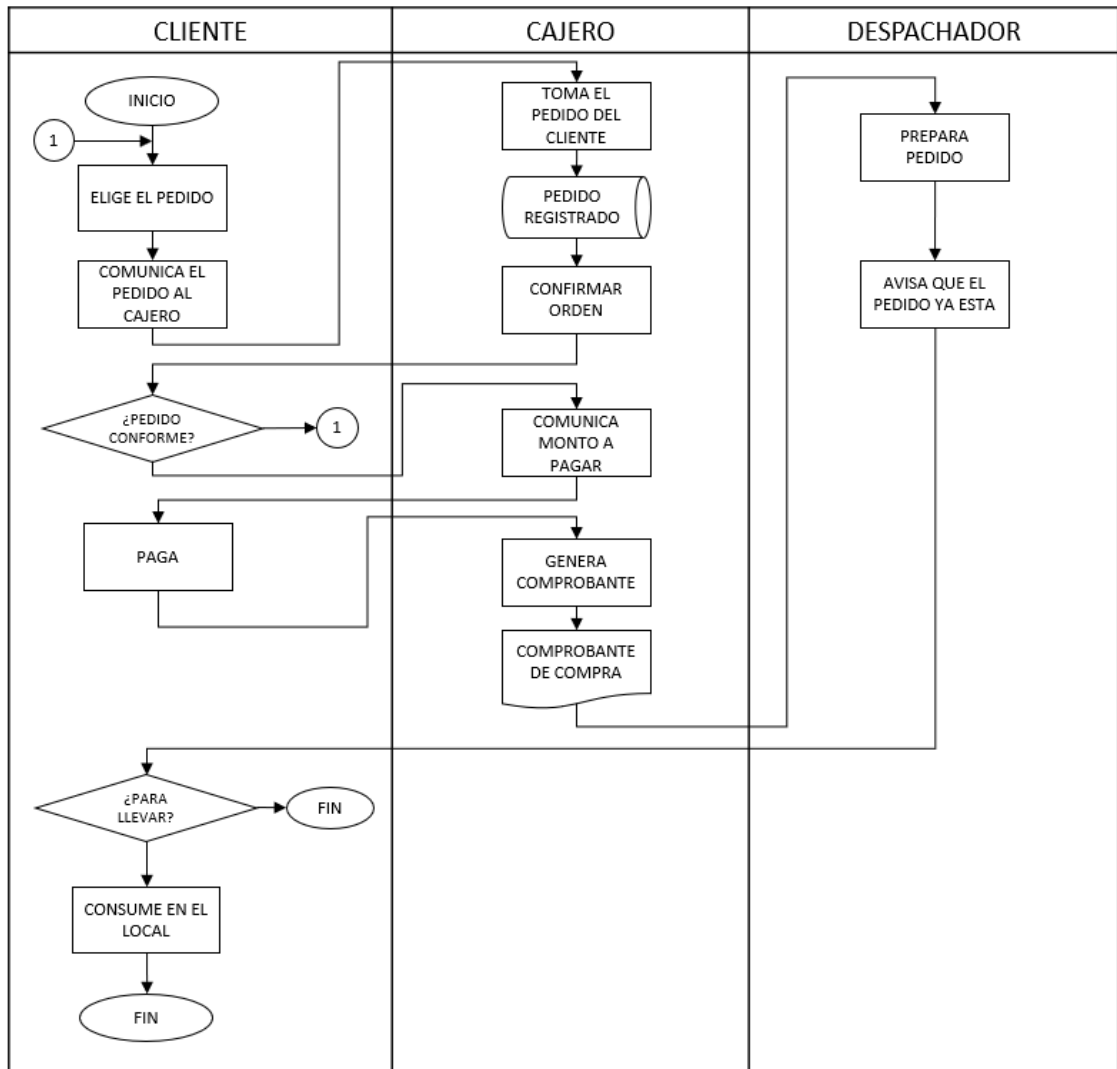 CLIENTE
CAJERO
DESPACHADOR
INICIO
1
ELIGE EL PEDIDO
COMUNICA EL
PEDIDO AL
CAJERO
TOMA EL
PEDIDO DEL
CLIENTE
PEDIDO
REGISTRADO
CONFIRMAR
ORDEN
¿PEDIDO
CONFORME?
1
COMUNICA
MONTO A
PAGAR
PAGA
GENERA
COMPROBANTE
COMPROBANTE
DE COMPRA
PREPARA
PEDIDO
AVISA QUE EL
PEDIDO YA ESTA
¿PARA
LLEVAR?
FIN
CONSUME EN EL
LOCAL
FIN